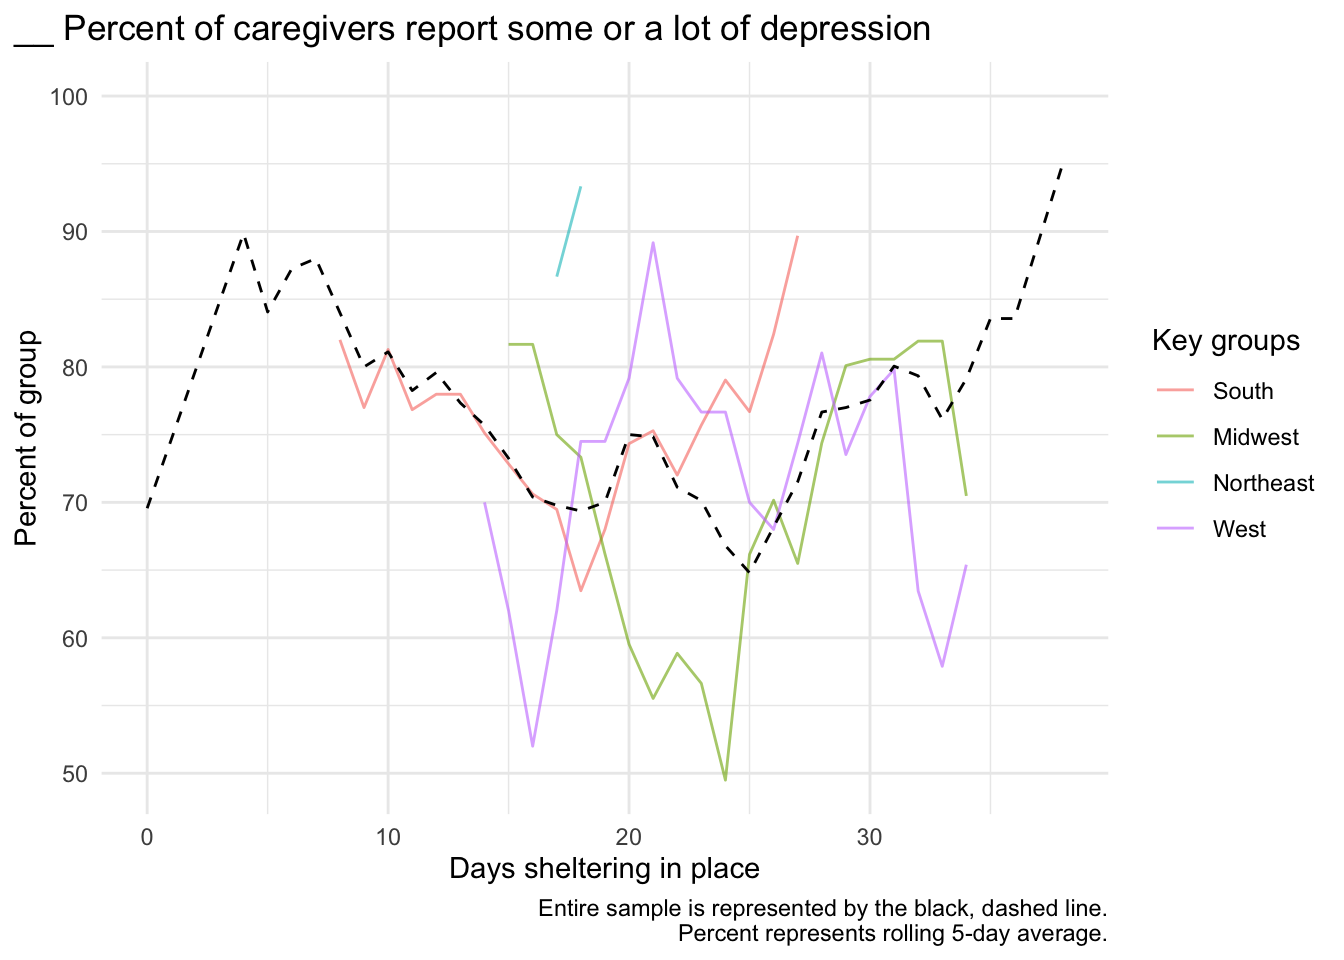 __ Percent of caregivers report some or a lot of depression
100
90
80
70
60
50
Percent of group
0 10 20 30
Days sheltering in place
Key groups
South
Midwest
Northeast
West
Entire sample is represented by the black, dashed line.
Percent represents rolling 5-day average.